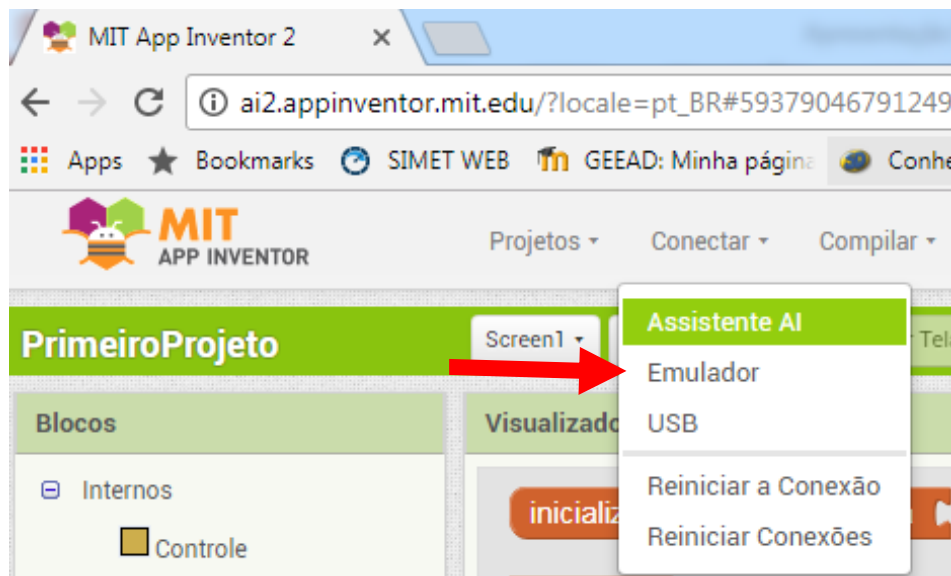 MIT App Inventor 2
ai2.appinventor.mit.edu/?locale=pt_BR#59379046791249
Apps Bookmarks SIMET WEB GEEAD: Minha página Conhe
MIT
APP INVENTOR
Projetos Conectar Compilar
PrimeiroProjeto
Screen1
Assistente AI
Tela
Emulador
Blocos
Visualizado
USB
Internos
Reiniciar a Conexão
inicializ
Controle
Reiniciar Conexões